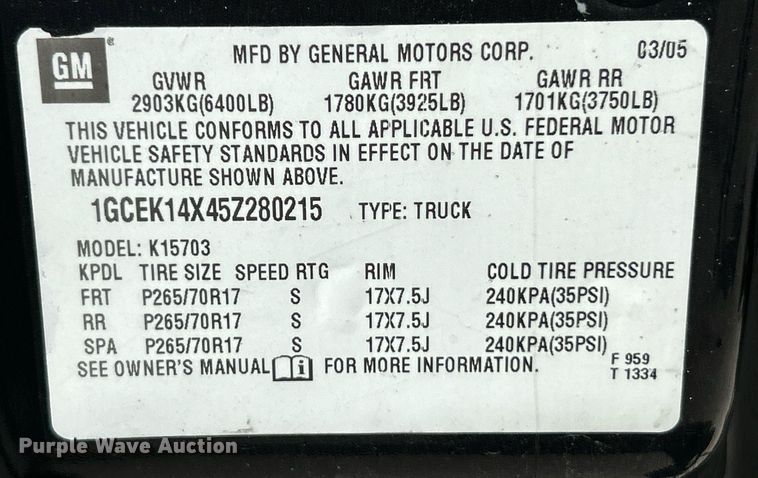 GM
MFD BY GENERAL MOTORS CORP. 03/05
GVWR GAWR FRT GAWR RR
2903KG(6400LB) 1780KG(3925LB) 1701KG(3750LB)
THIS VEHICLE CONFORMS TO ALL APPLICABLE U.S. FEDERAL MOTOR
VEHICLE SAFETY STANDARDS IN EFFECT ON THE DATE OF
MANUFACTURE SHOWN ABOVE.
1GCEK14X45Z280215 TYPE: TRUCK
MODEL: K15703
KPDL TIRE SIZE SPEED RTG RIM COLD TIRE PRESSURE
FRT P265/70R17 S 17X7.5J 240KPA(35PSI)
RR P265/70R17 S 17X7.5J 240KPA(35PSI)
SPA P265/70R17 S 17X7.5J 240KPA(35PSI)
SEE OWNER'S MANUAL i FOR MORE INFORMATION.
F 959
T 1334
Purple Wave Auction